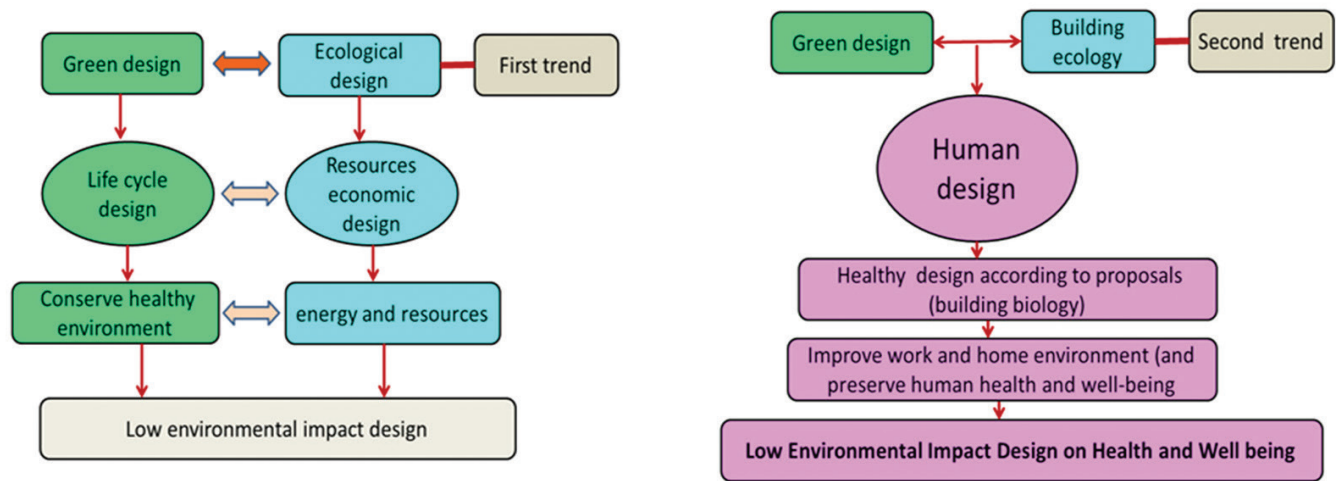 Green design
Ecological
design
First trend
Life cycle
design
Resources
economic
design
Conserve healthy
environment
energy and resources
Low environmental impact design
Green design
Building
ecology
Second trend
Human
design
Healthy design according to proposals
(building biology)
Improve work and home environment (and
preserve human health and well-being
Low Environmental Impact Design on Health and Well being